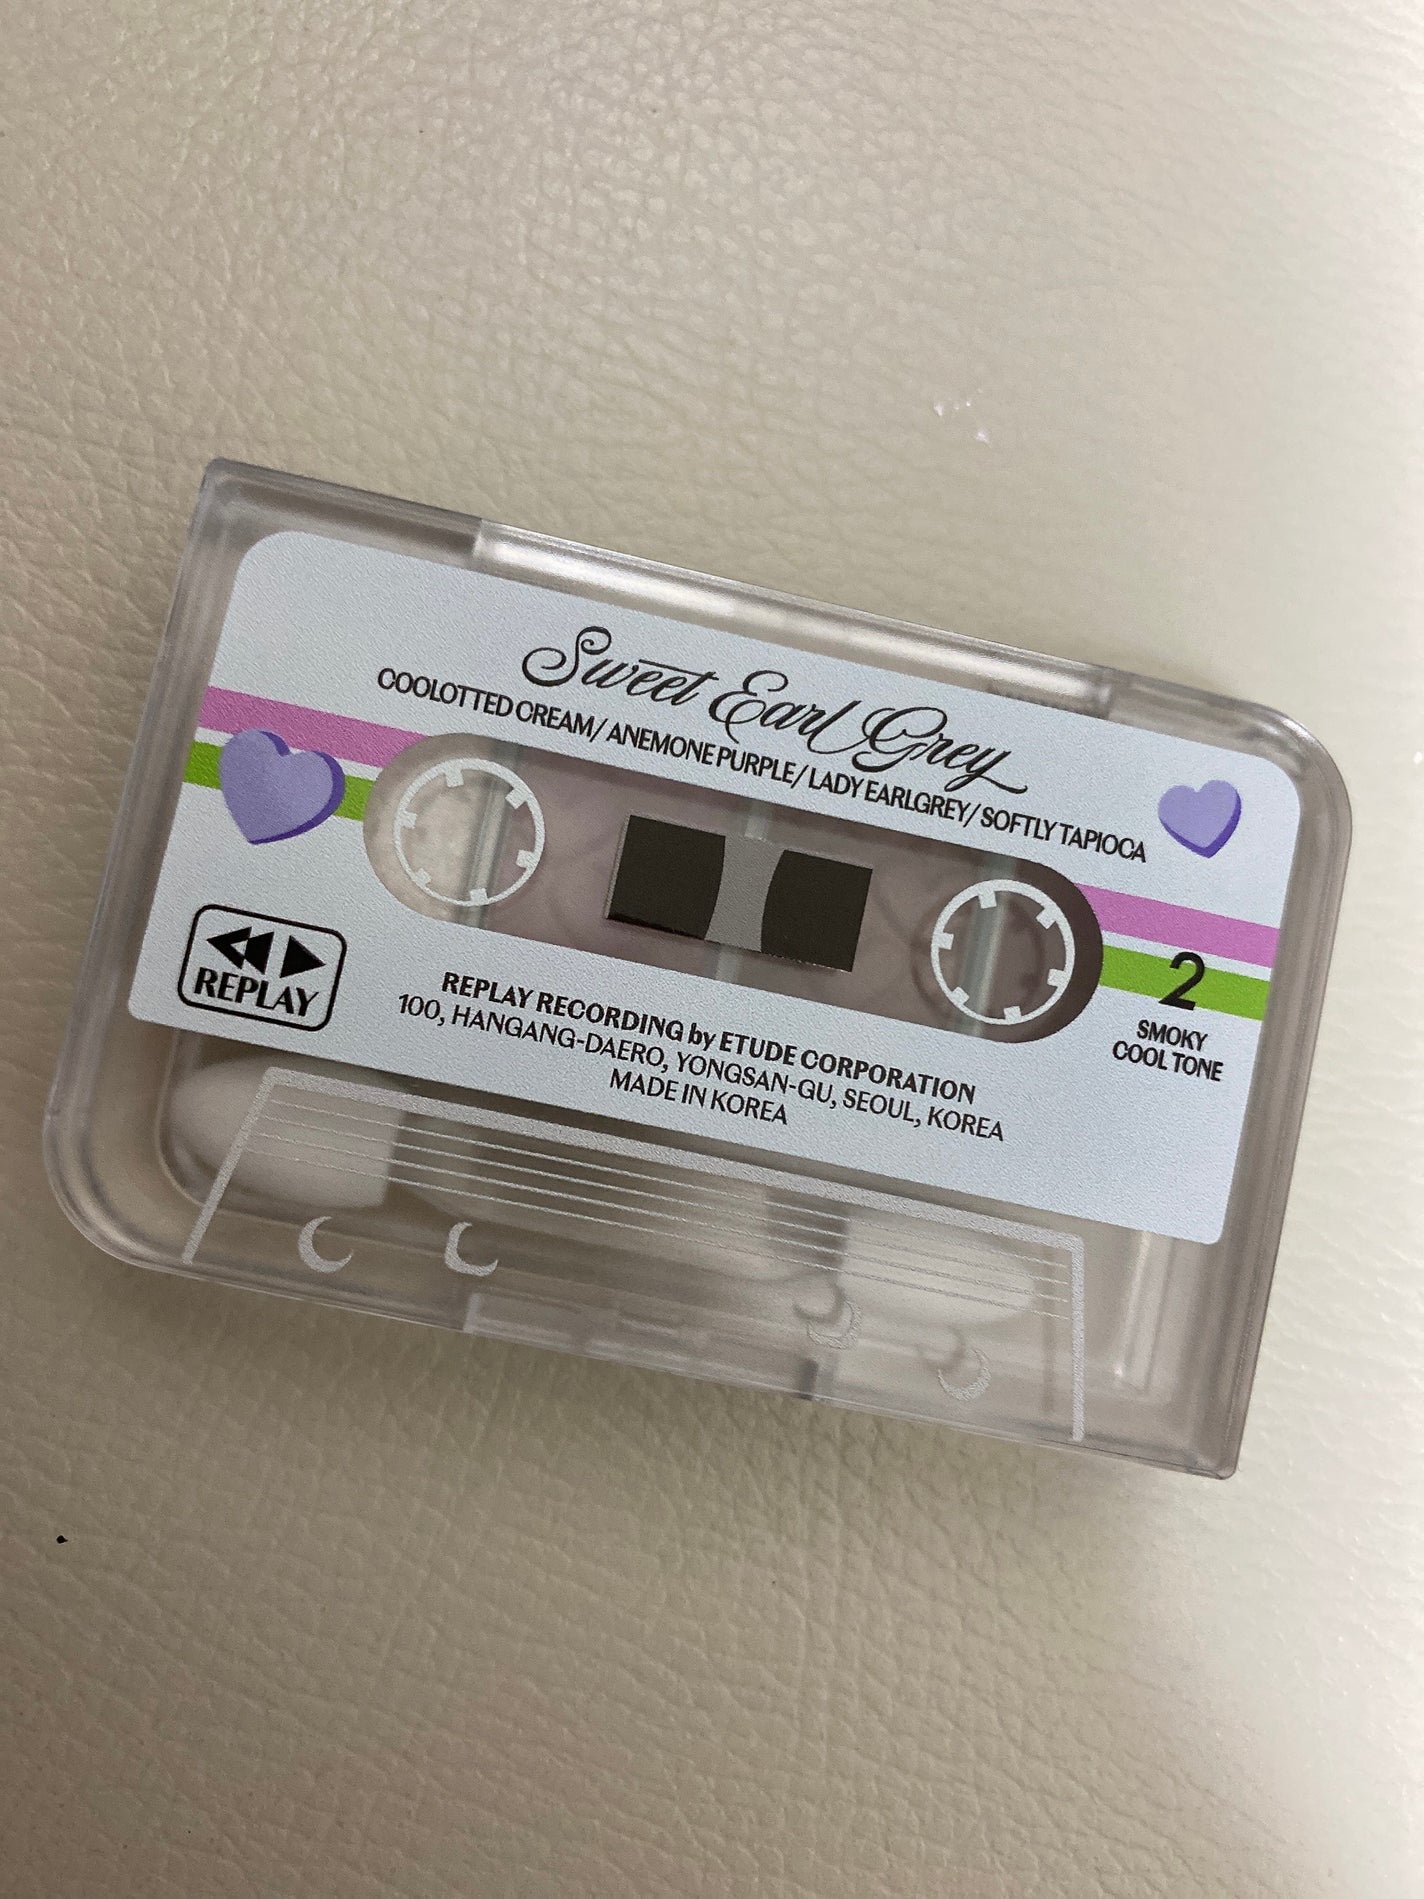 Sweet Earl Grey
COOLOTTED CREAM/ ANEMONE PURPLE/ LADY EARLGREY/ SOFTLY TAPIOCA
REPLAY
2
SMOKY
COOL TONE
REPLAY RECORDING by ETUDE CORPORATION
100, HANGANG-DAERO, YONGSAN-GU, SEOUL, KOREA
MADE IN KOREA